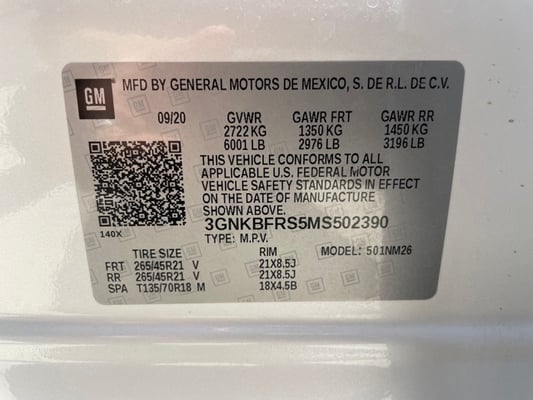 GM MFD BY GENERAL MOTORS DE MEXICO, S. DE R.L. DE C.V.
09/20 GVWR GAWR FRT GAWR RR
2722 KG 1350 KG 1450 KG
6001 LB 2976 LB 3196 LB
THIS VEHICLE CONFORMS TO ALL
APPLICABLE U.S. FEDERAL MOTOR
VEHICLE SAFETY STANDARDS IN EFFECT
ON THE DATE OF MANUFACTURE
SHOWN ABOVE.
3GNKBFRS5MS502390
140X TYPE: M.P.V. MODEL: 501NM26
TIRE SIZE RIM
FRT 265/45R21 V 21X8.5J
RR 265/45R21 V 21X8.5J
SPA T135/70R18 M 18X4.5B